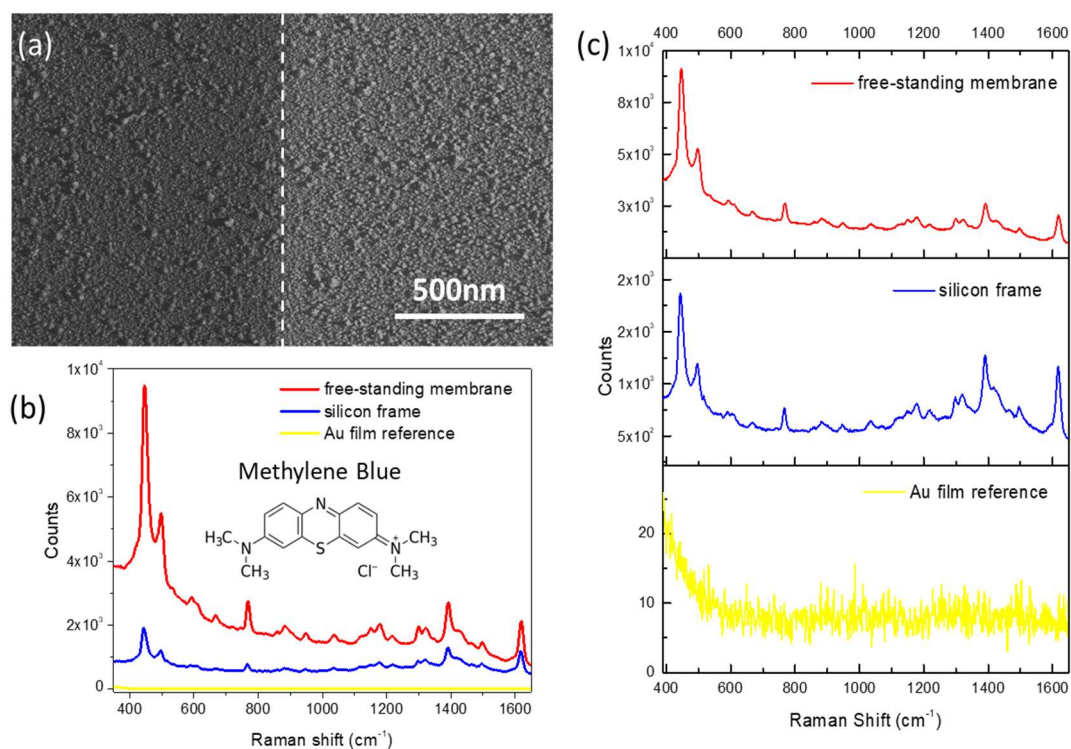 (a)
500nm
(b)
1x10⁴
8x10³
6x10³
4x10³
2x10³
0
Counts
free-standing membrane
silicon frame
Au film reference
Methylene Blue
N
H₃C
N
CH₃
S
N⁺
CH₃
CH₃
Cl⁻
400 600 800 1000 1200 1400 1600
Raman shift (cm⁻¹)
(c)
400 600 800 1000 1200 1400 1600
1x10⁴
8x10³
5x10³
3x10³
free-standing membrane
2x10³
2x10³
1x10³
5x10²
silicon frame
Counts
20
10
0
Au film reference
400 600 800 1000 1200 1400 1600
Raman Shift (cm⁻¹)